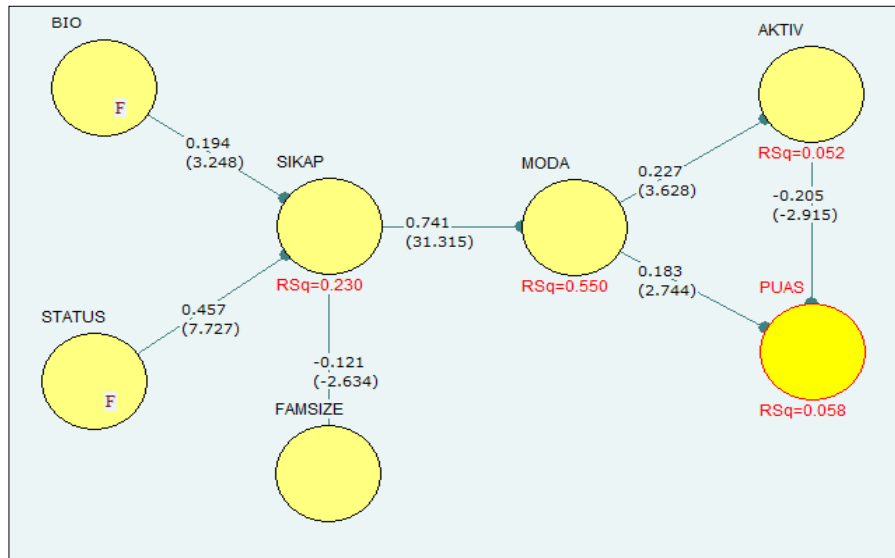 BIO
F
0.194
(3.248)
STATUS
F
0.457
(7.727)
SIKAP
RSq=0.230
-0.121
(-2.634)
FAMSIZE
0.741
(31.315)
MODA
RSq=0.550
0.227
(3.628)
0.183
(2.744)
AKTIV
RSq=0.052
-0.205
(-2.915)
PUAS
RSq=0.058